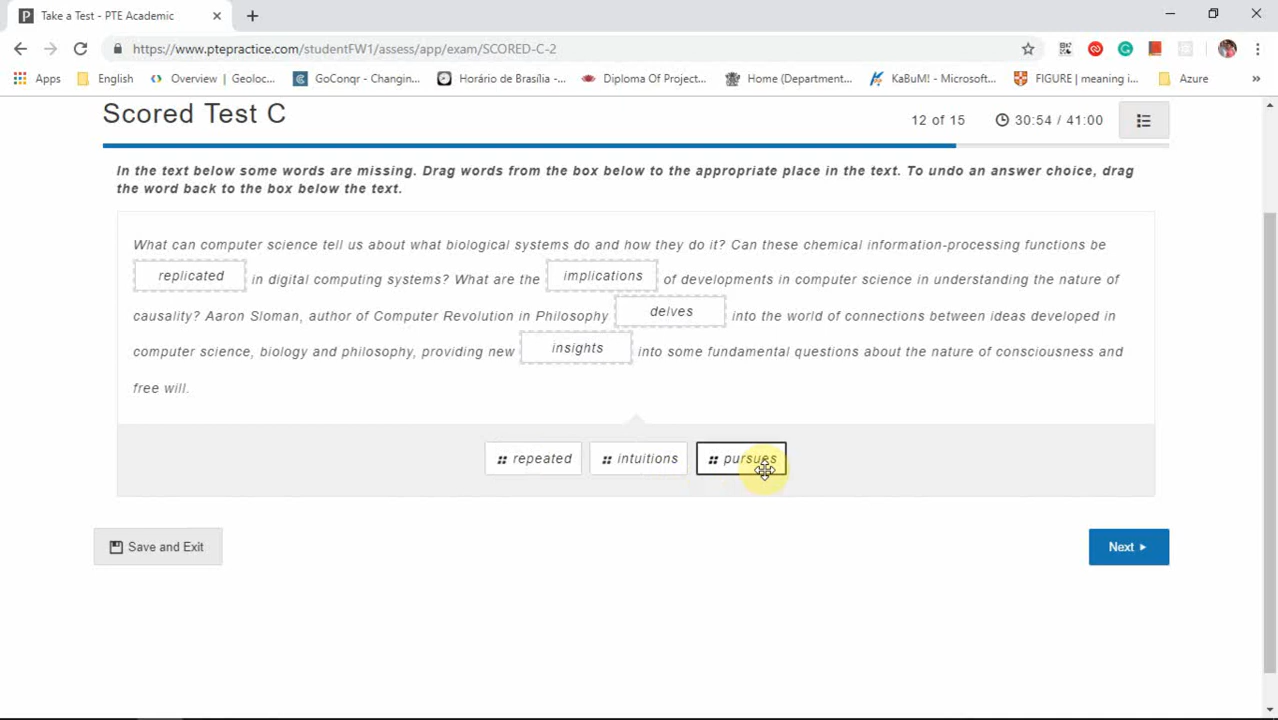 Take a Test - PTE Academic
https://www.ptepractice.com/studentFW1/assess/app/exam/SCORED-C-2
Apps English Overview | Geoloc... GoConqr - Changin... Horário de Brasília -... Diploma Of Project... Home (Department... KaBuM! - Microsoft... FIGURE | meaning i... Azure »
Scored Test C
12 of 15 30:54 / 41:00
In the text below some words are missing. Drag words from the box below to the appropriate place in the text. To undo an answer choice, drag
the word back to the box below the text.
What can computer science tell us about what biological systems do and how they do it? Can these chemical information-processing functions be
replicated in digital computing systems? What are the implications of developments in computer science in understanding the nature of
causality? Aaron Sloman, author of Computer Revolution in Philosophy delves into the world of connections between ideas developed in
computer science, biology and philosophy, providing new insights into some fundamental questions about the nature of consciousness and
free will.
repeated intuitions pursues
Save and Exit Next